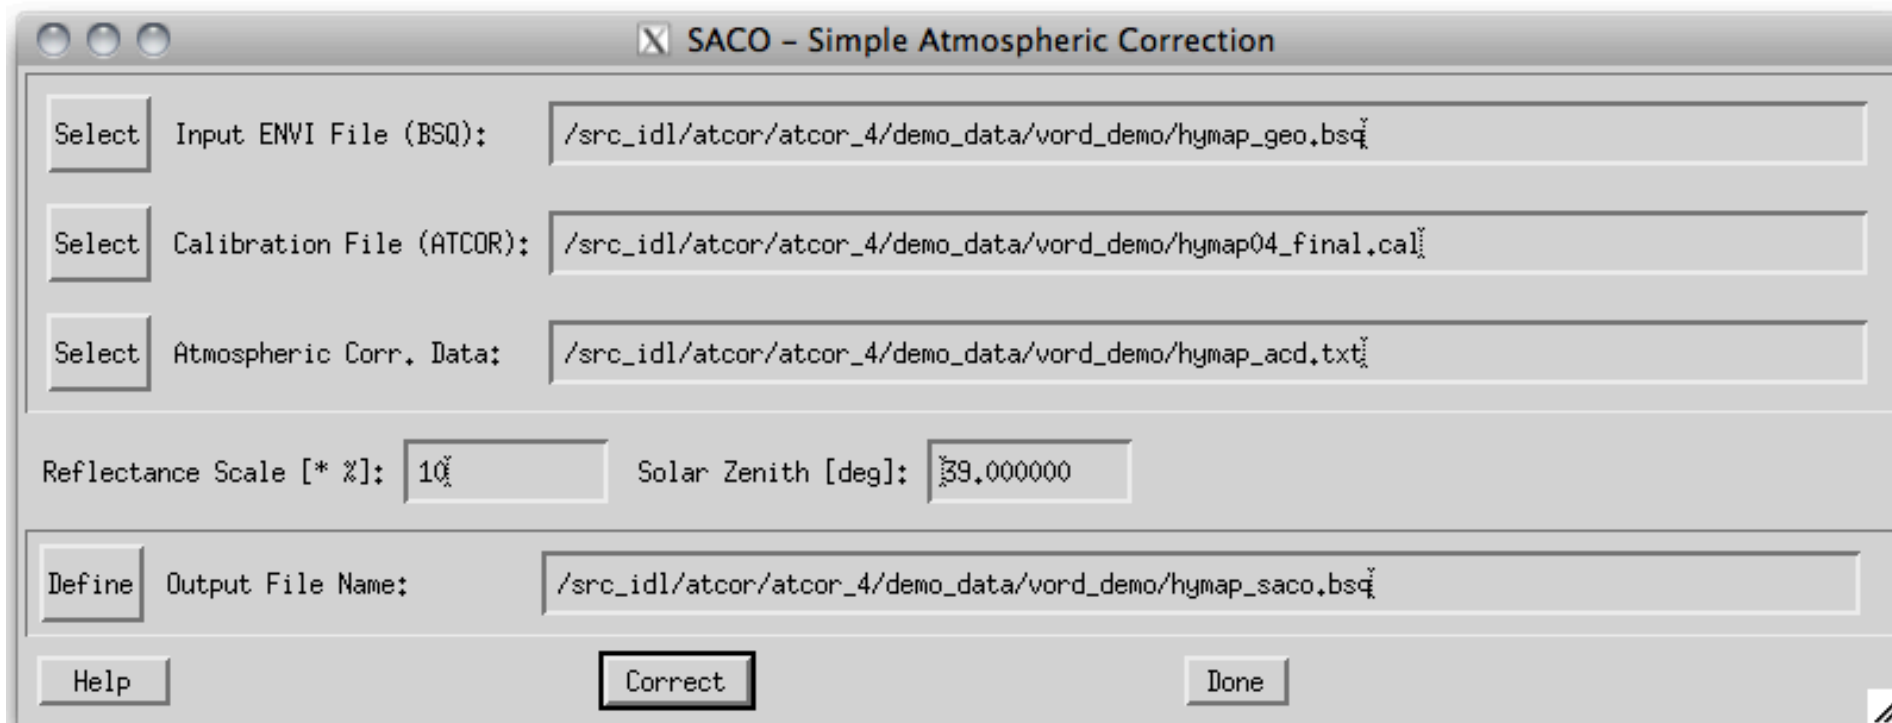 X SACO – Simple Atmospheric Correction
Select Input ENVI File (BSQ): /src_idl/atcor/atcor_4/demo_data/vord_demo/hymap_geo.bsq
Select Calibration File (ATCOR): /src_idl/atcor/atcor_4/demo_data/vord_demo/hymap04_final.cal
Select Atmospheric Corr. Data: /src_idl/atcor/atcor_4/demo_data/vord_demo/hymap_acd.txt
Reflectance Scale [* %]: 10 Solar Zenith [deg]: 39.000000
Define Output File Name: /src_idl/atcor/atcor_4/demo_data/vord_demo/hymap_saco.bsq
Help Correct Done